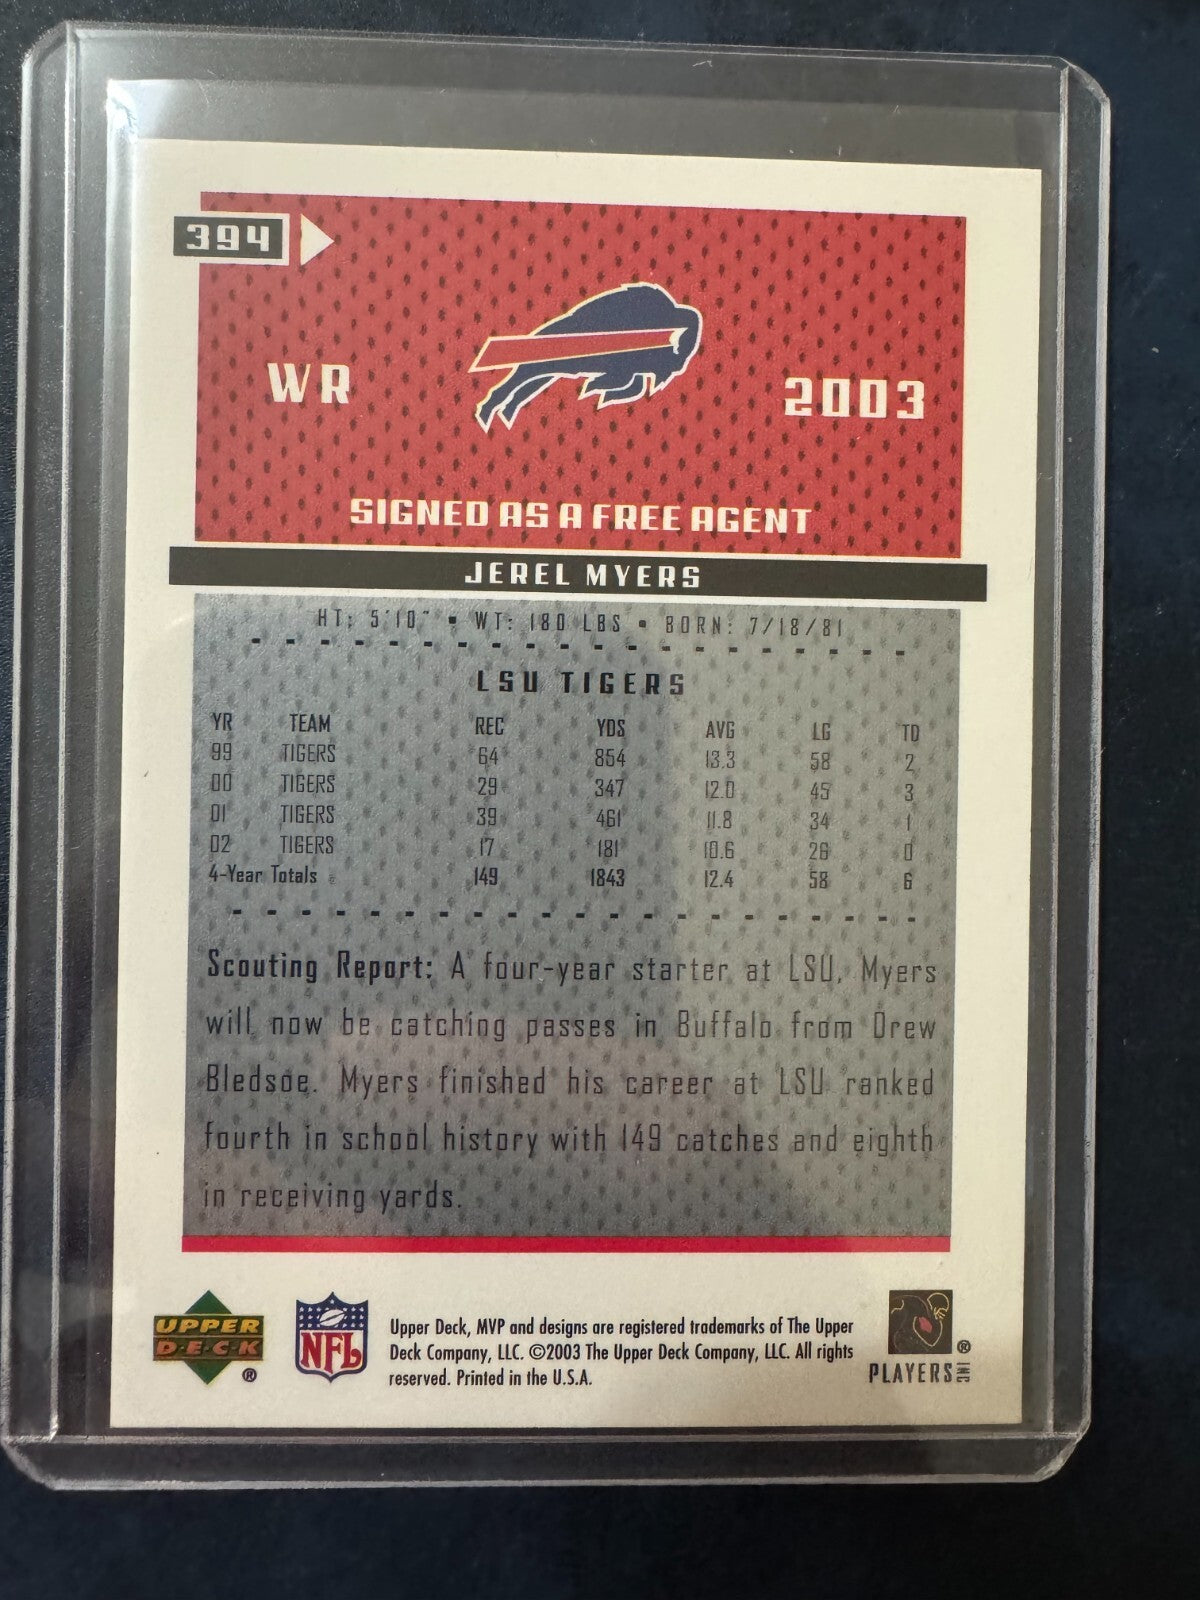 394
WR 2003
SIGNED AS A FREE AGENT
JEREL MYERS
HT: 5'10" • WT: 180 LBS • BORN: 7/18/81
LSU TIGERS
YR TEAM REC YDS AVG LG TD
99 TIGERS 64 854 13.3 58 2
00 TIGERS 29 347 12.0 45 3
01 TIGERS 39 461 11.8 34 1
02 TIGERS 17 181 10.6 26 0
4-Year Totals 149 1843 12.4 58 6
Scouting Report: A four-year starter at LSU, Myers
will now be catching passes in Buffalo from Drew
Bledsoe. Myers finished his career at LSU ranked
fourth in school history with 149 catches and eighth
in receiving yards.
UPPER
DECK ®
NFL
Upper Deck, MVP and designs are registered trademarks of The Upper
Deck Company, LLC. ©2003 The Upper Deck Company, LLC. All rights
reserved. Printed in the U.S.A.
®
PLAYERS INC